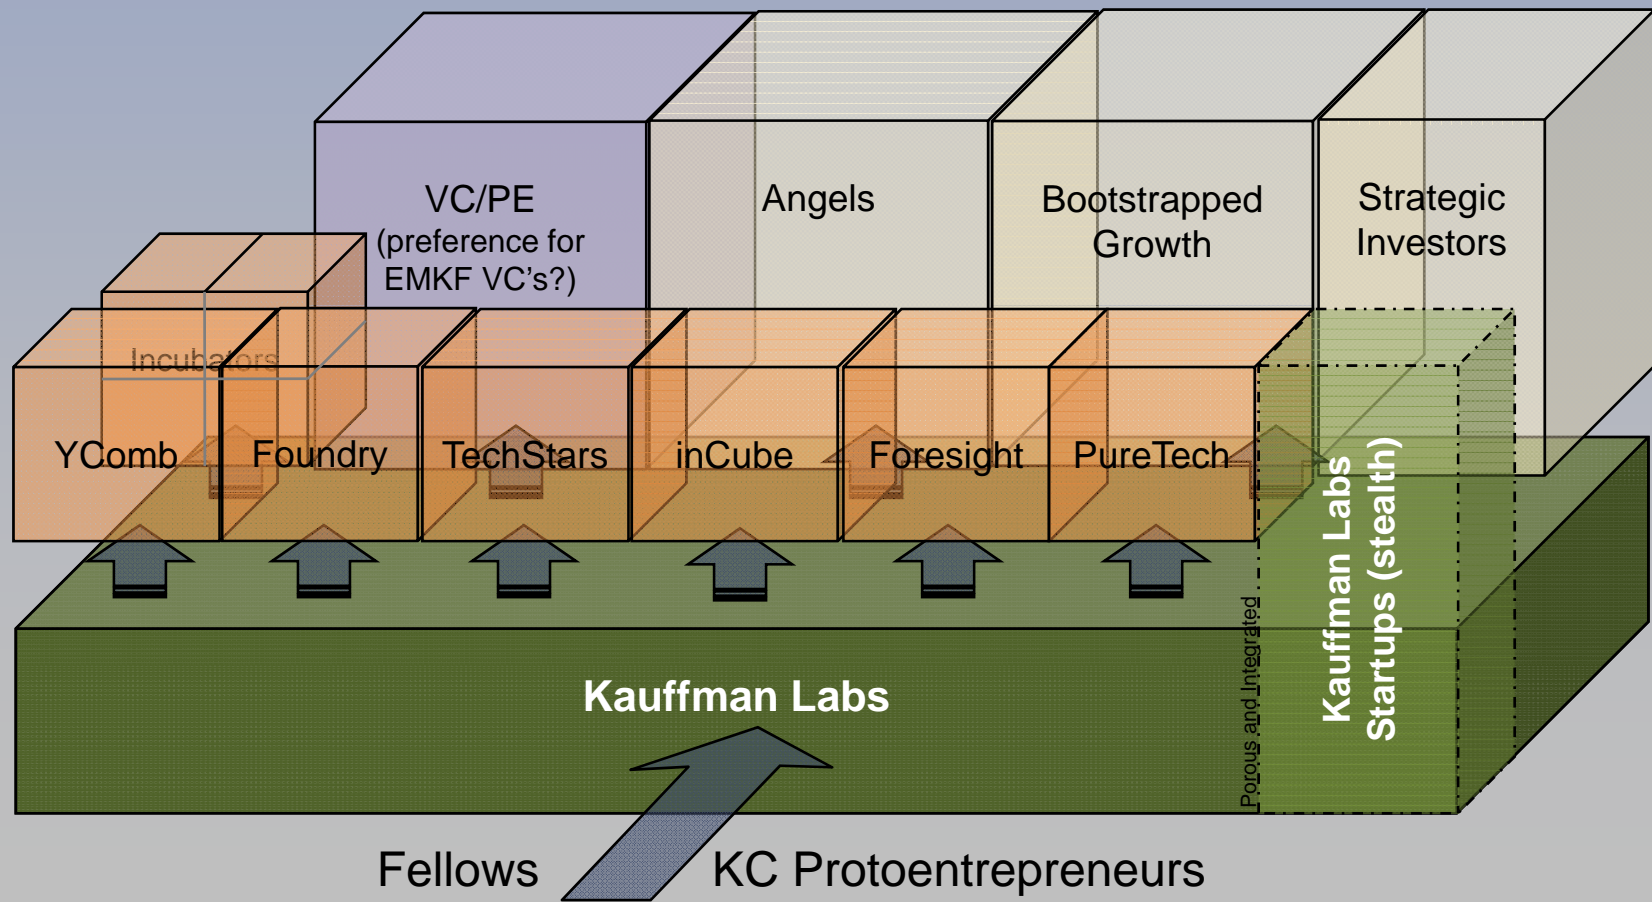 VC/PE
(preference for
EMKF VC's?)
Angels
Bootstrapped
Growth
Strategic
Investors
Incubators
YComb
Foundry
TechStars
inCube
Foresight
PureTech
Kauffman Labs
Startups (stealth)
Porous and Integrated
Kauffman Labs
Fellows
KC Protoentrepreneurs